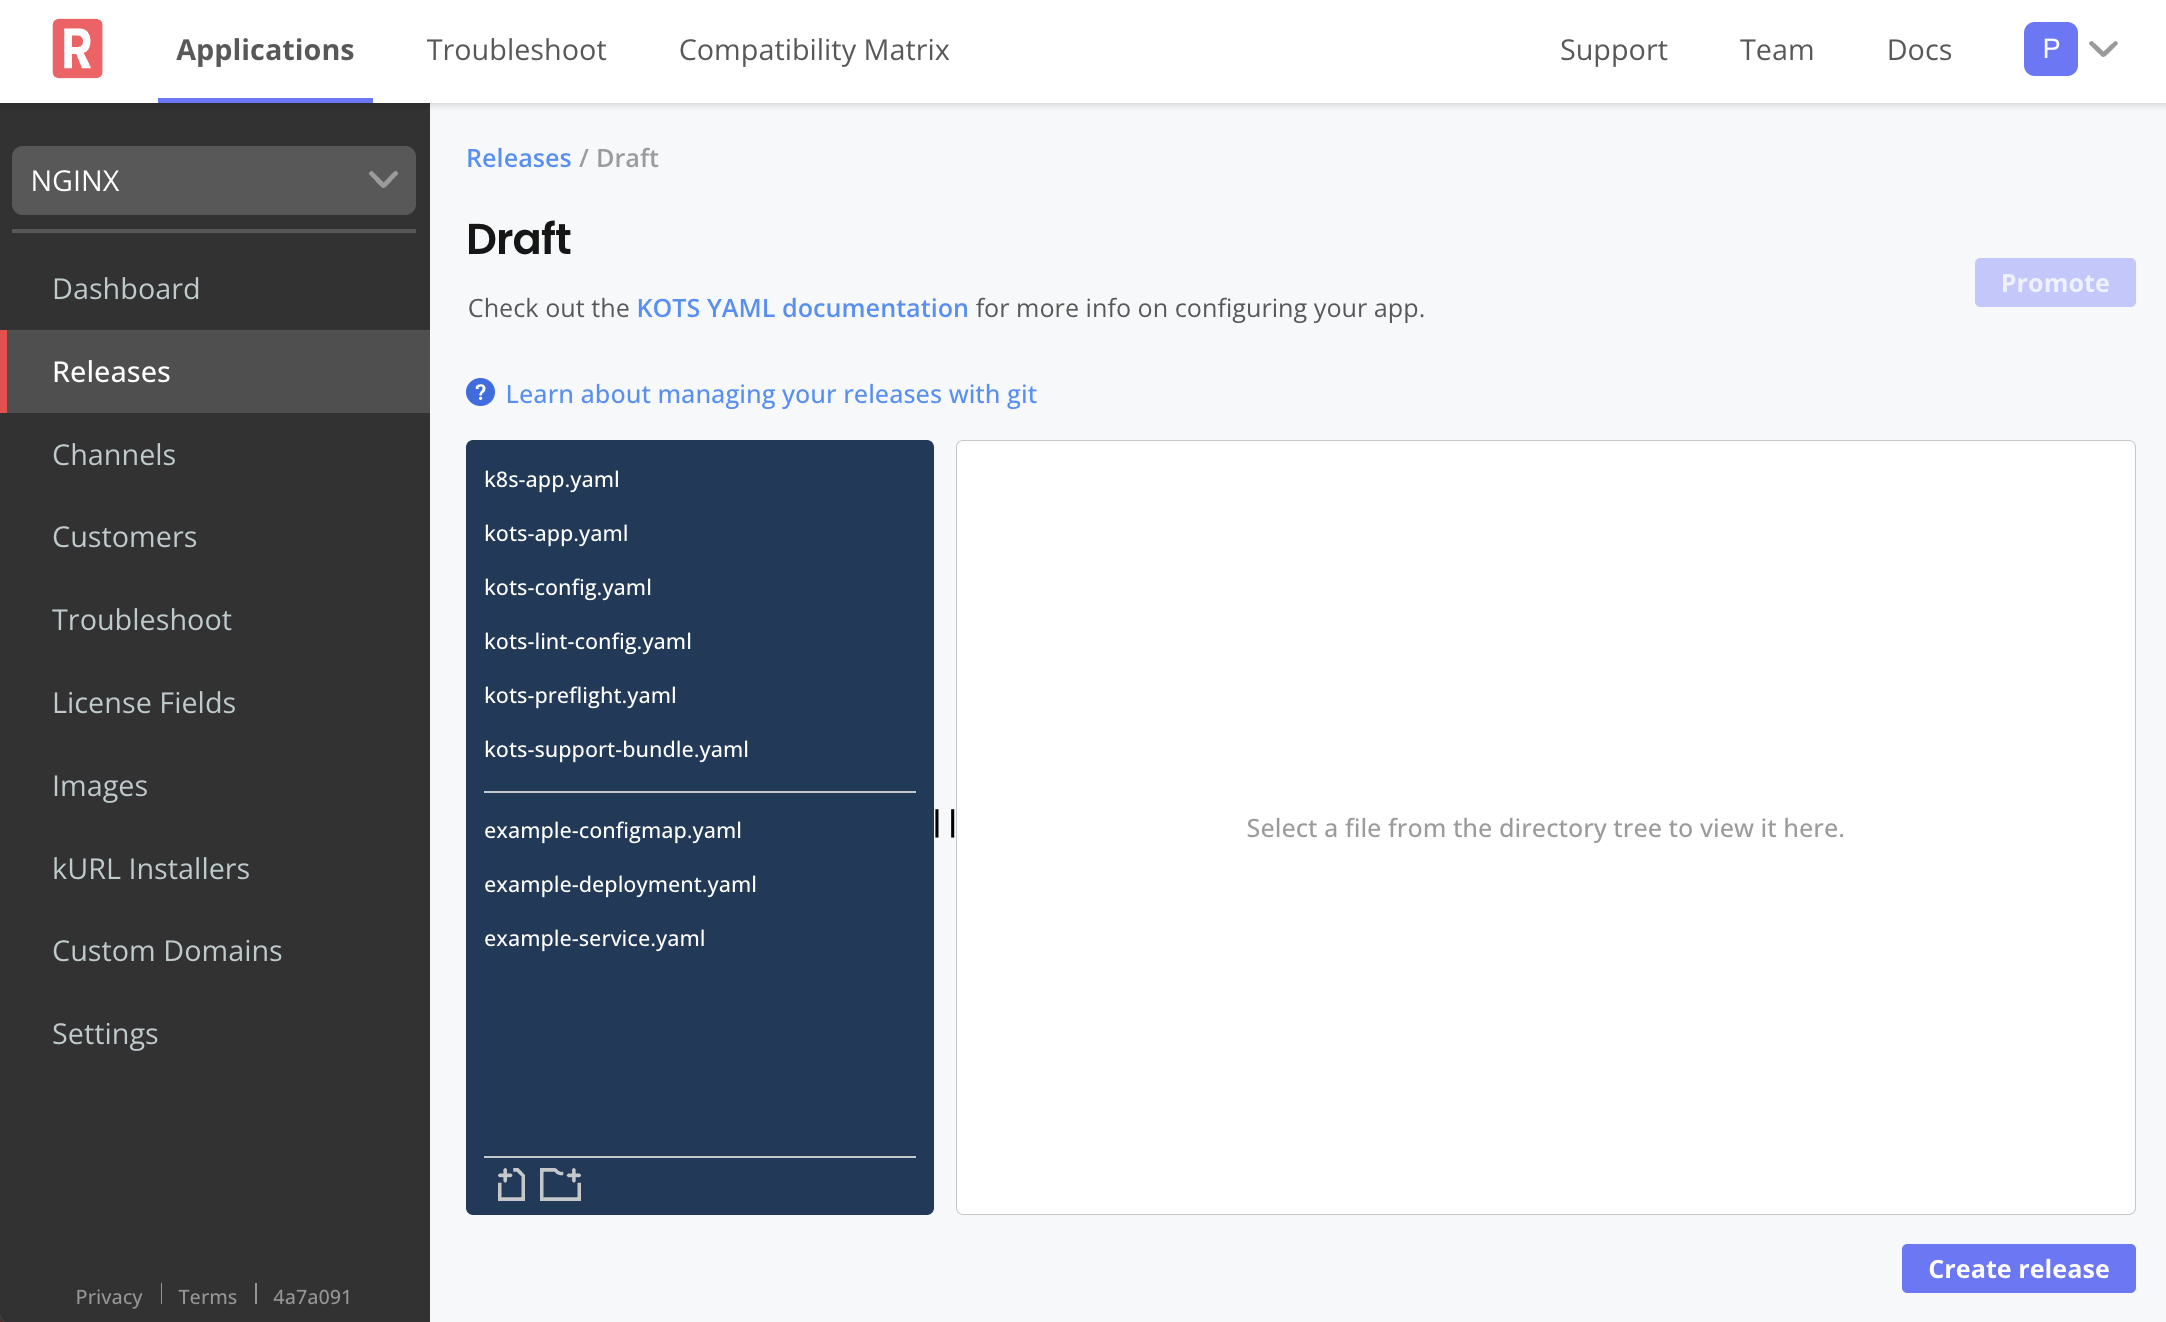 R
Applications
Troubleshoot
Compatibility Matrix
Support
Team
Docs
P
NGINX
Dashboard
Releases
Channels
Customers
Troubleshoot
License Fields
Images
kURL Installers
Custom Domains
Settings
Privacy
Terms
4a7a091
Releases / Draft
Draft
Check out the KOTS YAML documentation for more info on configuring your app.
Promote
? Learn about managing your releases with git
k8s-app.yaml
kots-app.yaml
kots-config.yaml
kots-lint-config.yaml
kots-preflight.yaml
kots-support-bundle.yaml
example-configmap.yaml
example-deployment.yaml
example-service.yaml
Select a file from the directory tree to view it here.
Create release